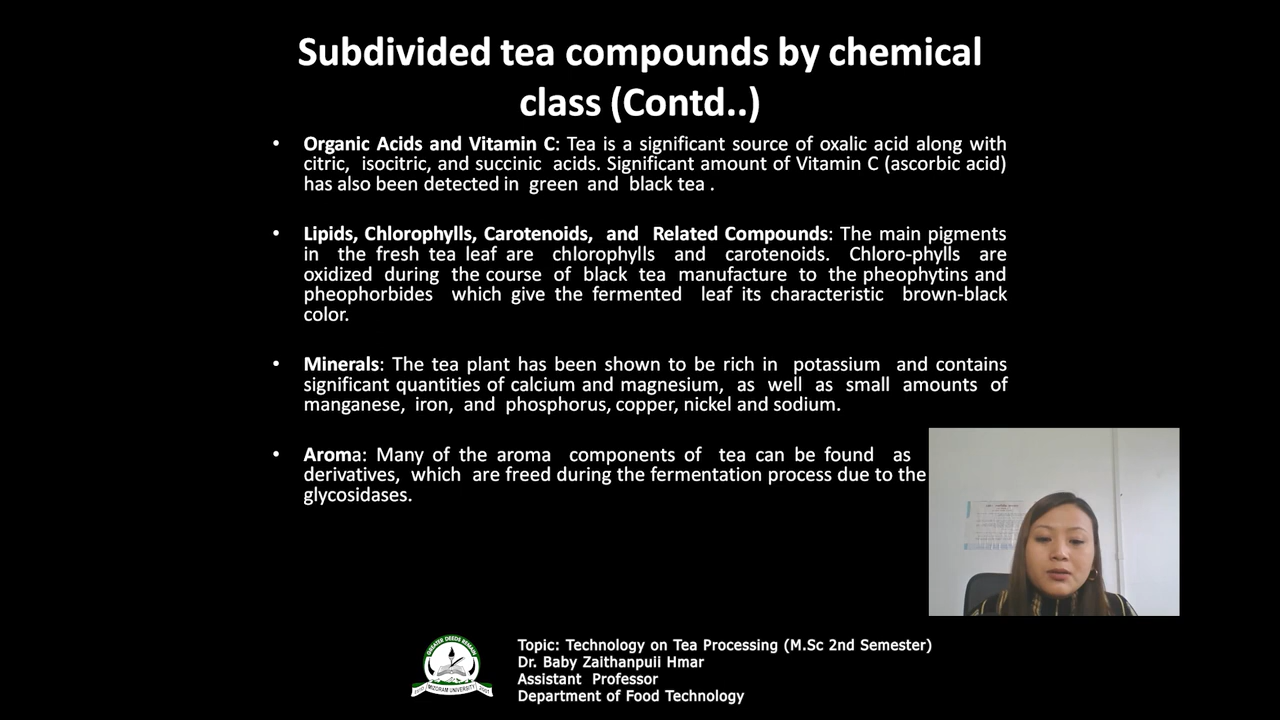 Subdivided tea compounds by chemical
class (Contd..)
• Organic Acids and Vitamin C: Tea is a significant source of oxalic acid along with
citric, isocitric, and succinic acids. Significant amount of Vitamin C (ascorbic acid)
has also been detected in green and black tea .
• Lipids, Chlorophylls, Carotenoids, and Related Compounds: The main pigments
in the fresh tea leaf are chlorophylls and carotenoids. Chloro-phylls are
oxidized during the course of black tea manufacture to the pheophytins and
pheophorbides which give the fermented leaf its characteristic brown-black
color.
• Minerals: The tea plant has been shown to be rich in potassium and contains
significant quantities of calcium and magnesium, as well as small amounts of
manganese, iron, and phosphorus, copper, nickel and sodium.
• Aroma: Many of the aroma components of tea can be found as
derivatives, which are freed during the fermentation process due to the
glycosidases.
GREATER DEEDS REMAIN
MIZORAM UNIVERSITY
Topic: Technology on Tea Processing (M.Sc 2nd Semester)
Dr. Baby Zaithanpuii Hmar
Assistant Professor
Department of Food Technology